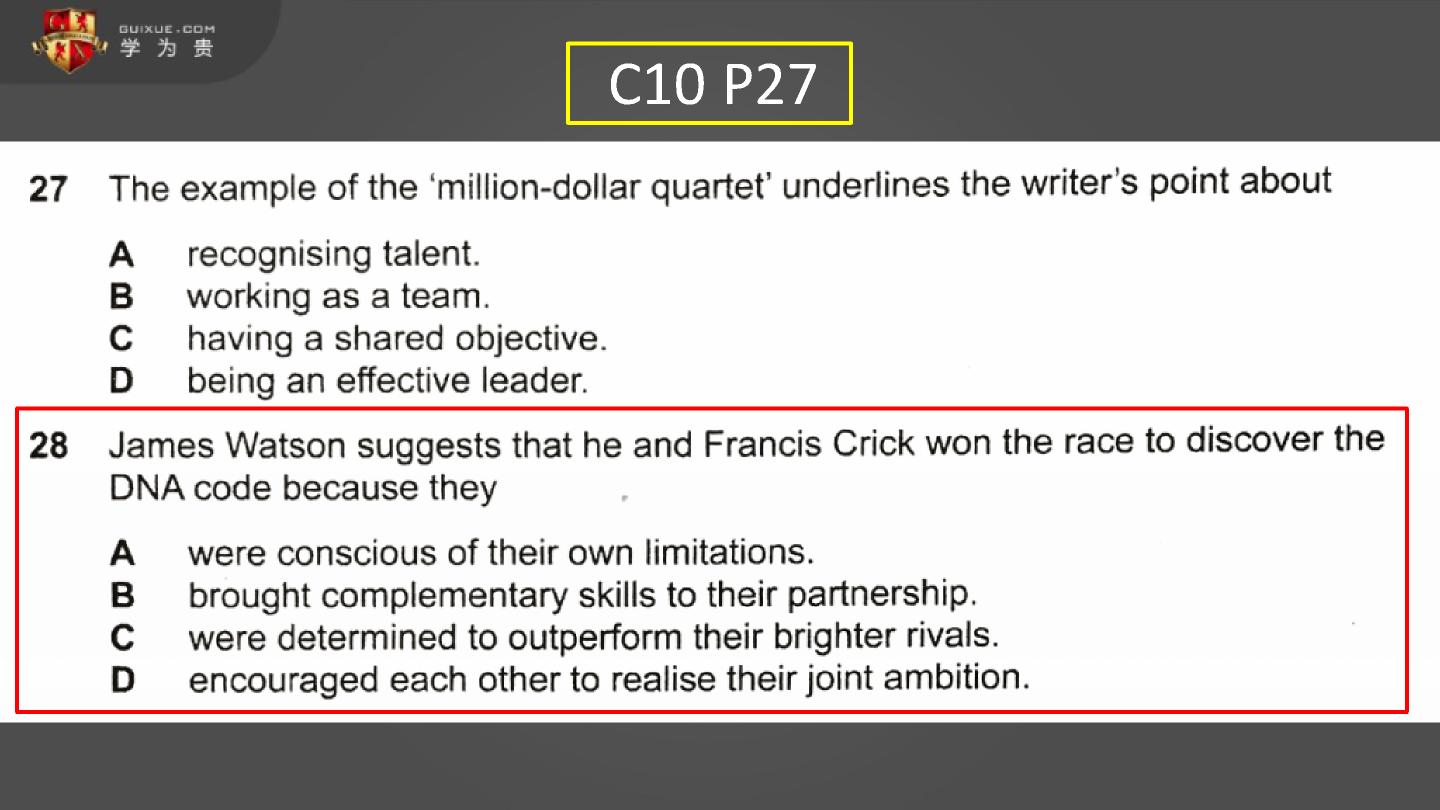 GUIXUE.COM
学为贵
C10 P27
27 The example of the ‘million-dollar quartet’ underlines the writer’s point about
A recognising talent.
B working as a team.
C having a shared objective.
D being an effective leader.
28 James Watson suggests that he and Francis Crick won the race to discover the
DNA code because they
A were conscious of their own limitations.
B brought complementary skills to their partnership.
C were determined to outperform their brighter rivals.
D encouraged each other to realise their joint ambition.